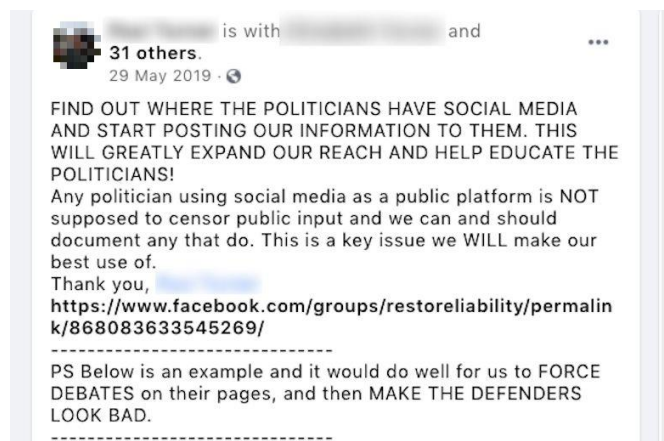 is with and
31 others.
29 May 2019 ·
FIND OUT WHERE THE POLITICIANS HAVE SOCIAL MEDIA
AND START POSTING OUR INFORMATION TO THEM. THIS
WILL GREATLY EXPAND OUR REACH AND HELP EDUCATE THE
POLITICIANS!
Any politician using social media as a public platform is NOT
supposed to censor public input and we can and should
document any that do. This is a key issue we WILL make our
best use of.
Thank you,
https://www.facebook.com/groups/restoreliability/permalin
k/868083633545269/
-------------------------------
PS Below is an example and it would do well for us to FORCE
DEBATES on their pages, and then MAKE THE DEFENDERS
LOOK BAD.
-------------------------------